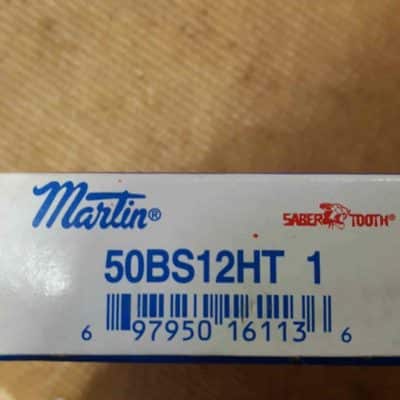 Martin®
SABER TOOTH®
50BS12HT 1
6 97950 16113 6